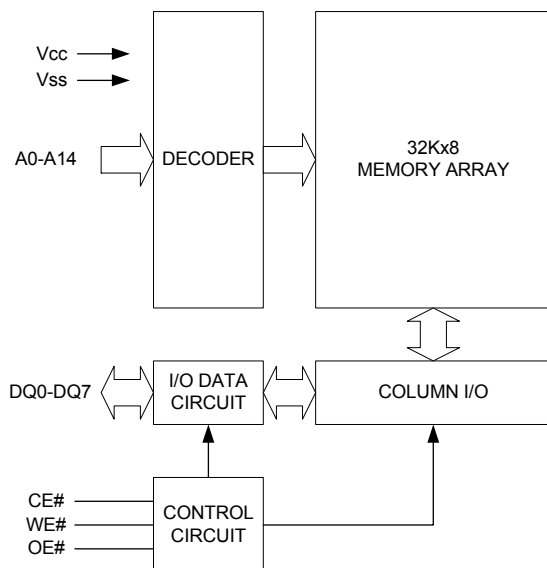 Vcc
Vss
A0-A14
DECODER
32Kx8
MEMORY ARRAY
DQ0-DQ7
I/O DATA
CIRCUIT
COLUMN I/O
CE#
WE#
OE#
CONTROL
CIRCUIT